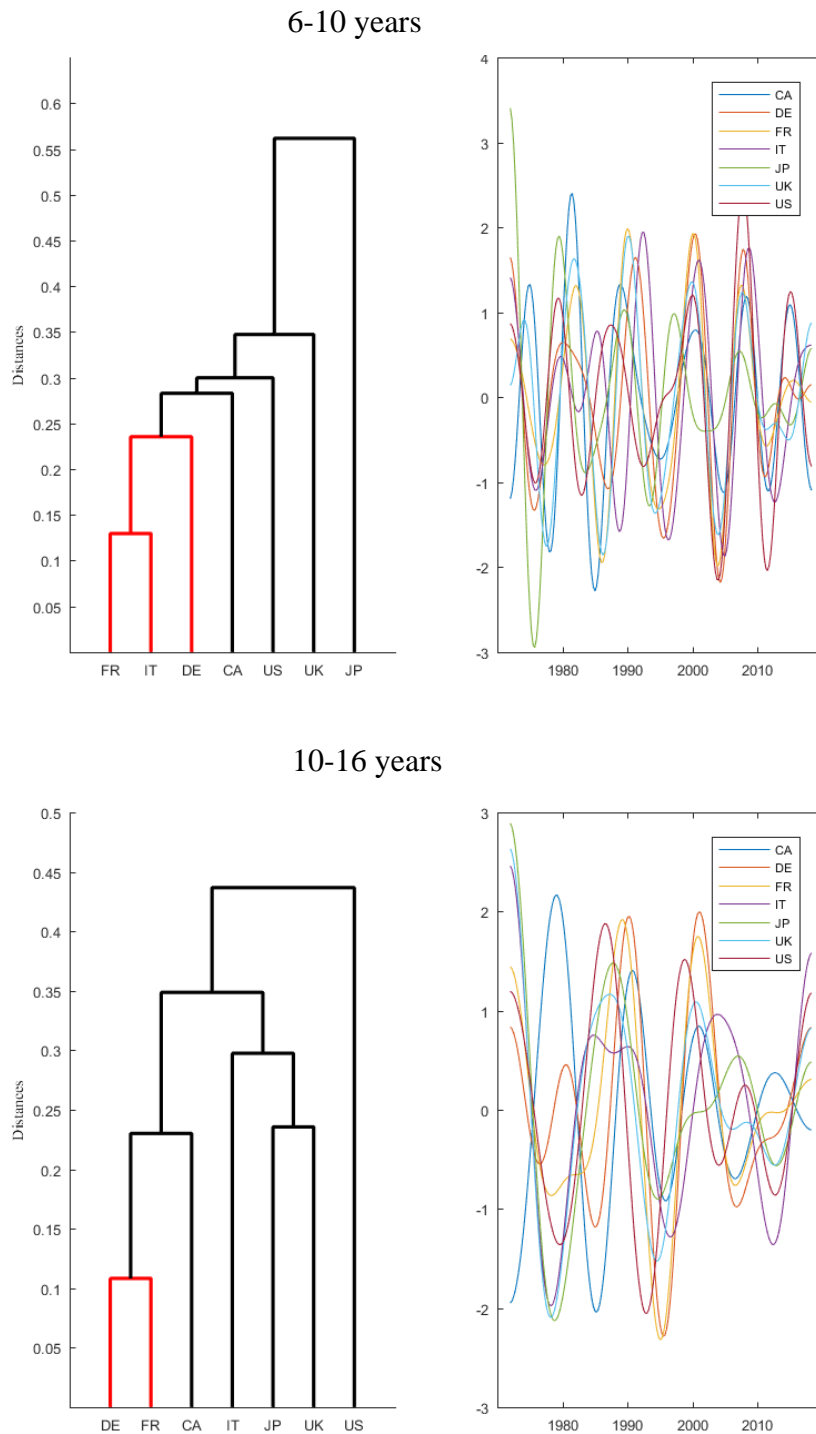 6-10 years
0.6
0.55
0.5
0.45
0.4
0.35
0.3
0.25
0.2
0.15
0.1
0.05
Distances
FR IT DE CA US UK JP
4
3
2
1
0
-1
-2
-3
1980 1990 2000 2010
CA
DE
FR
IT
JP
UK
US
10-16 years
0.5
0.45
0.4
0.35
0.3
0.25
0.2
0.15
0.1
0.05
Distances
DE FR CA IT JP UK US
3
2
1
0
-1
-2
-3
1980 1990 2000 2010
CA
DE
FR
IT
JP
UK
US